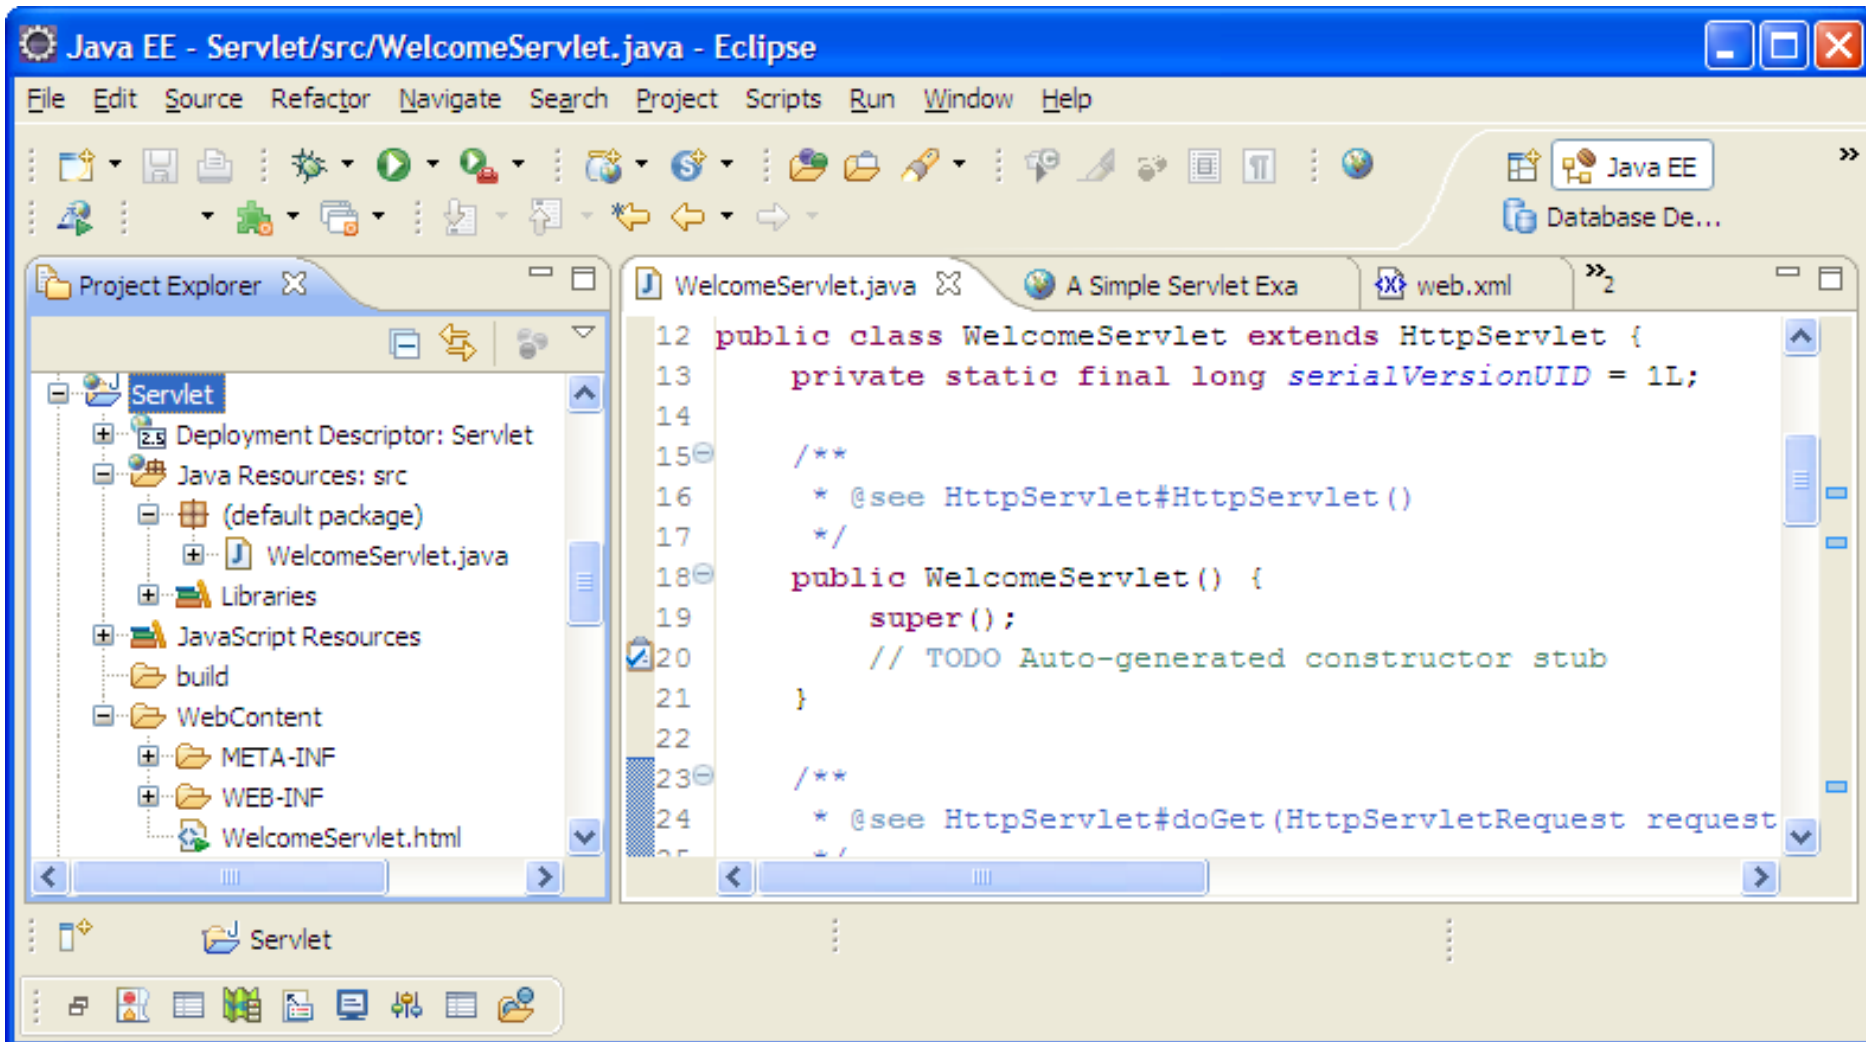 Java EE - Servlet/src/WelcomeServlet.java - Eclipse
File Edit Source Refactor Navigate Search Project Scripts Run Window Help
Java EE
Database De...
Project Explorer
Servlet
Deployment Descriptor: Servlet
Java Resources: src
(default package)
WelcomeServlet.java
Libraries
JavaScript Resources
build
WebContent
META-INF
WEB-INF
WelcomeServlet.html
WelcomeServlet.java A Simple Servlet Exa web.xml »2
12 public class WelcomeServlet extends HttpServlet {
13 private static final long serialVersionUID = 1L;
14
15 /**
16 * @see HttpServlet#HttpServlet()
17 */
18 public WelcomeServlet() {
19 super();
20 // TODO Auto-generated constructor stub
21 }
22
23 /**
24 * @see HttpServlet#doGet(HttpServletRequest request
25 */
Servlet